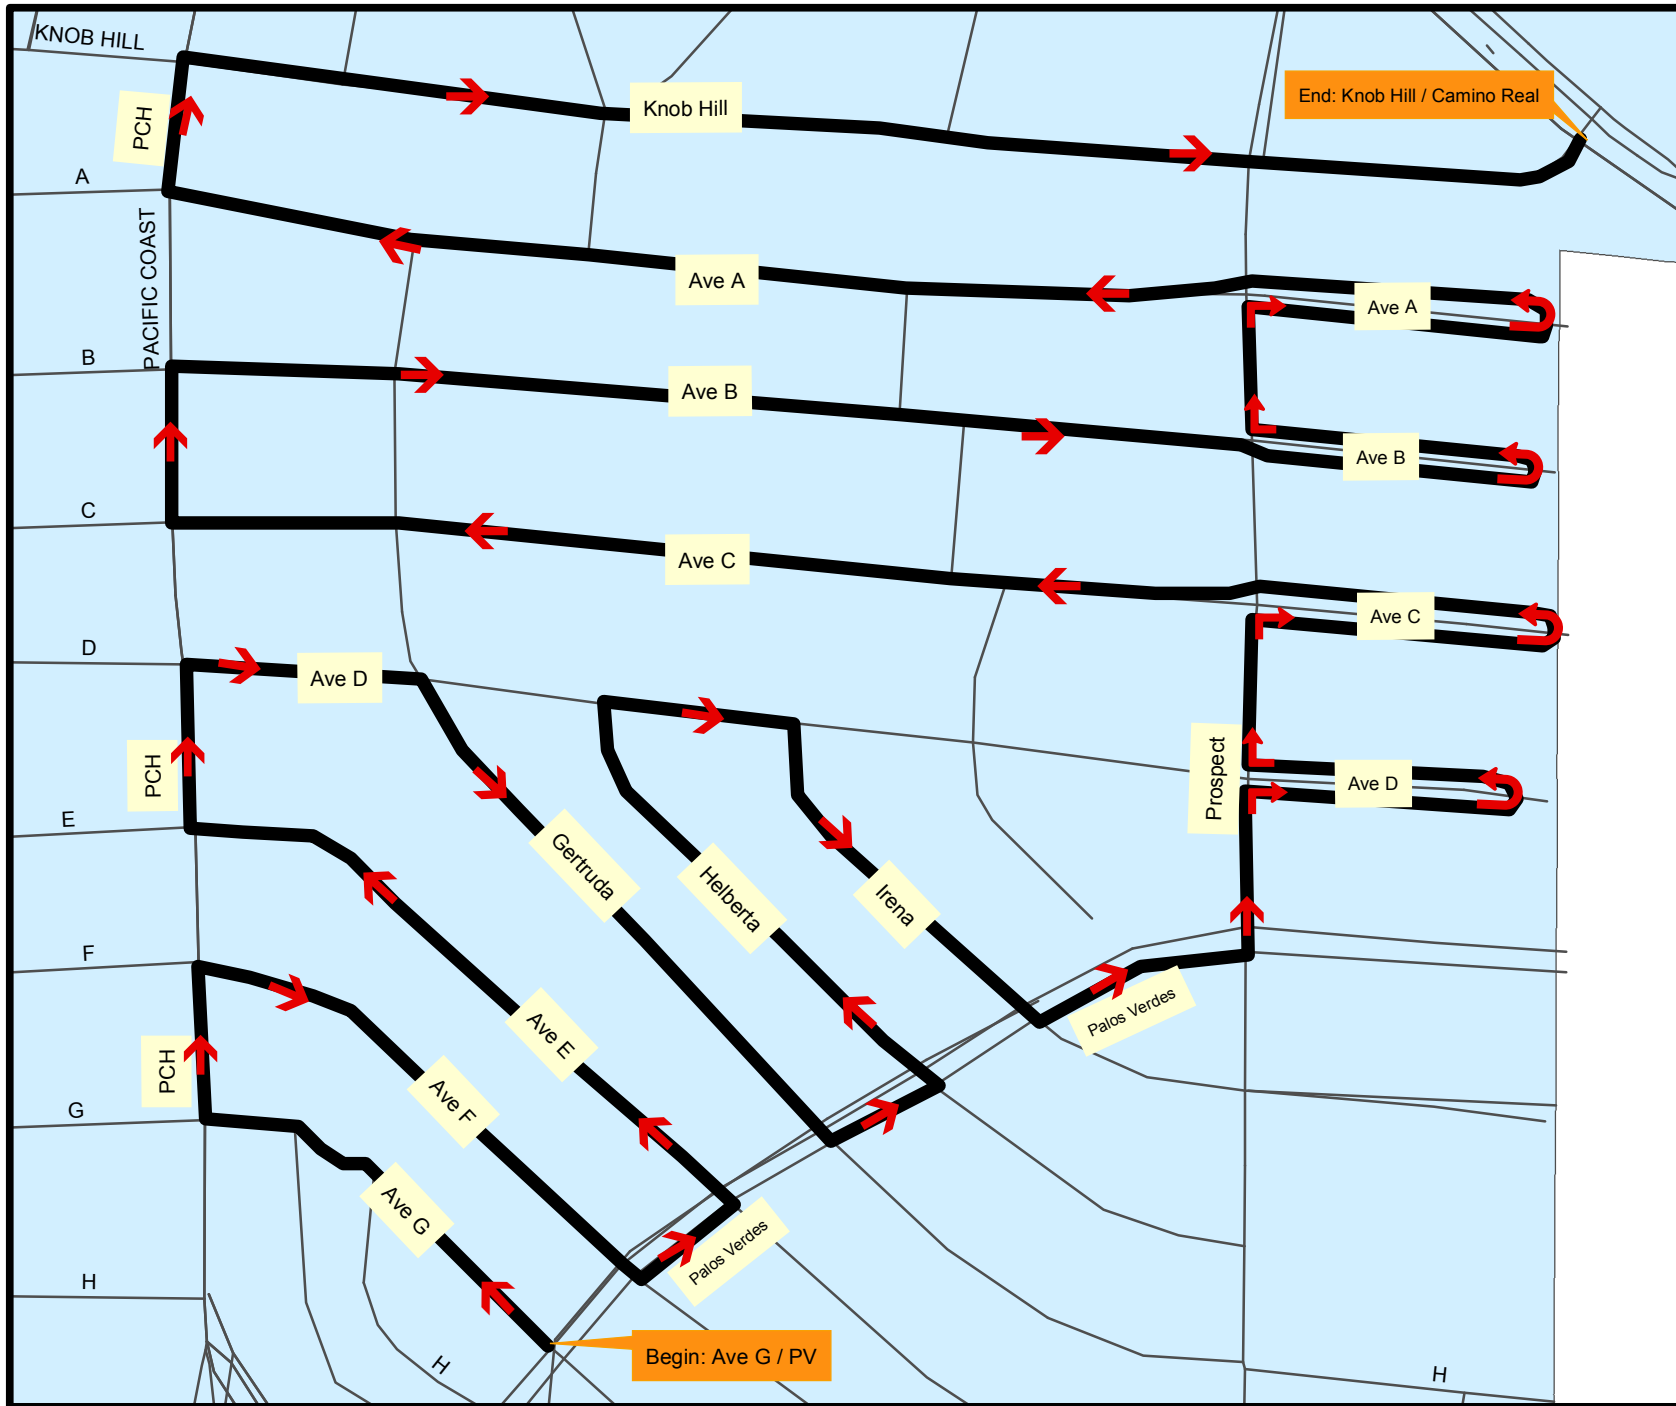 KNOB HILL
End: Knob Hill / Camino Real
Knob Hill
PCH
A
PACIFIC COAST
Ave A
Ave A
B
Ave B
Ave B
C
Ave C
Ave C
D
Ave D
Prospect
Ave D
PCH
E
Gertruda
Helberta
Irena
F
Palos Verdes
Ave E
PCH
Ave F
G
Ave G
Palos Verdes
H
Begin: Ave G / PV
H
H